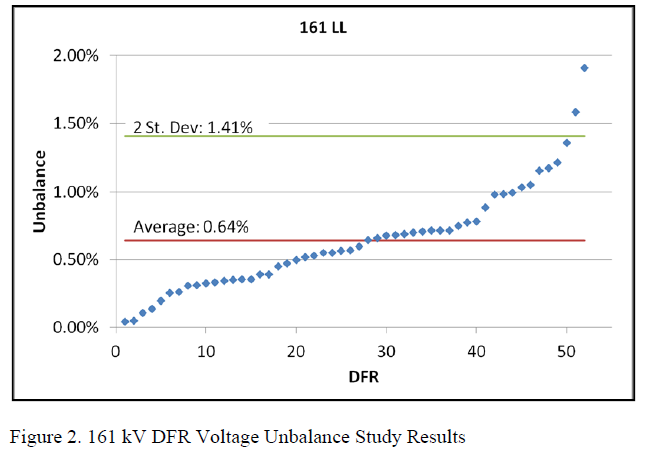 161 LL
2.00%
1.50%
1.00%
0.50%
0.00%
Unbalance
2 St. Dev: 1.41%
Average: 0.64%
0 10 20 30 40 50
DFR
Figure 2. 161 kV DFR Voltage Unbalance Study Results